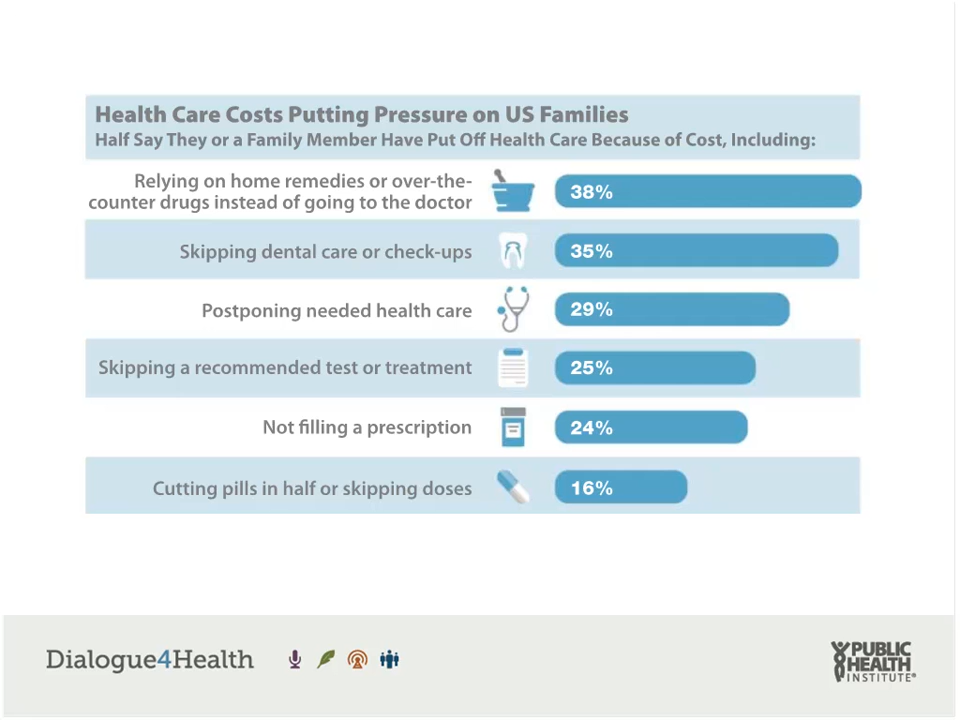 Health Care Costs Putting Pressure on US Families
Half Say They or a Family Member Have Put Off Health Care Because of Cost, Including:
Relying on home remedies or over-the-
counter drugs instead of going to the doctor
38%
Skipping dental care or check-ups
35%
Postponing needed health care
29%
Skipping a recommended test or treatment
25%
Not filling a prescription
24%
Cutting pills in half or skipping doses
16%
Dialogue4Health
PUBLIC
HEALTH
INSTITUTE®